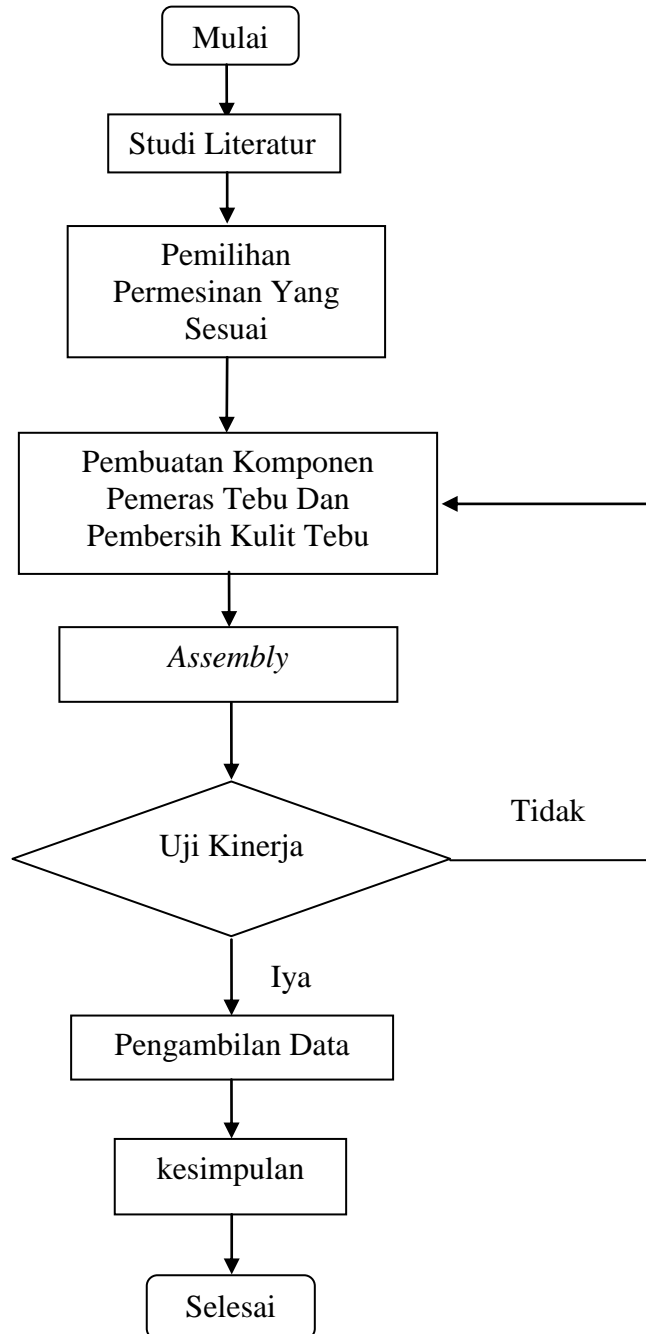 Mulai
Studi Literatur
Pemilihan
Permesinan Yang
Sesuai
Pembuatan Komponen
Pemeras Tebu Dan
Pembersih Kulit Tebu
Assembly
Uji Kinerja
Tidak
Iya
Pengambilan Data
kesimpulan
Selesai